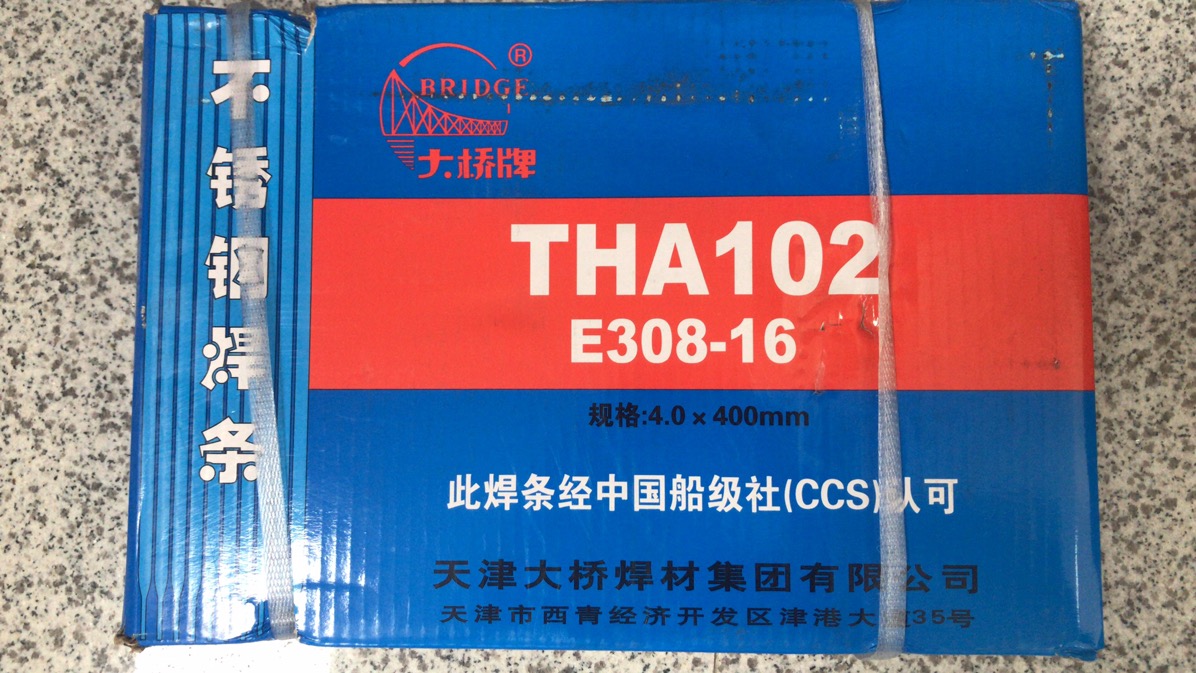 不锈钢焊条
BRIDGE®
大桥牌
THA102
E308-16
规格:4.0×400mm
此焊条经中国船级社(CCS)认可
天津大桥焊材集团有限公司
天津市西青经济开发区津港大道35号